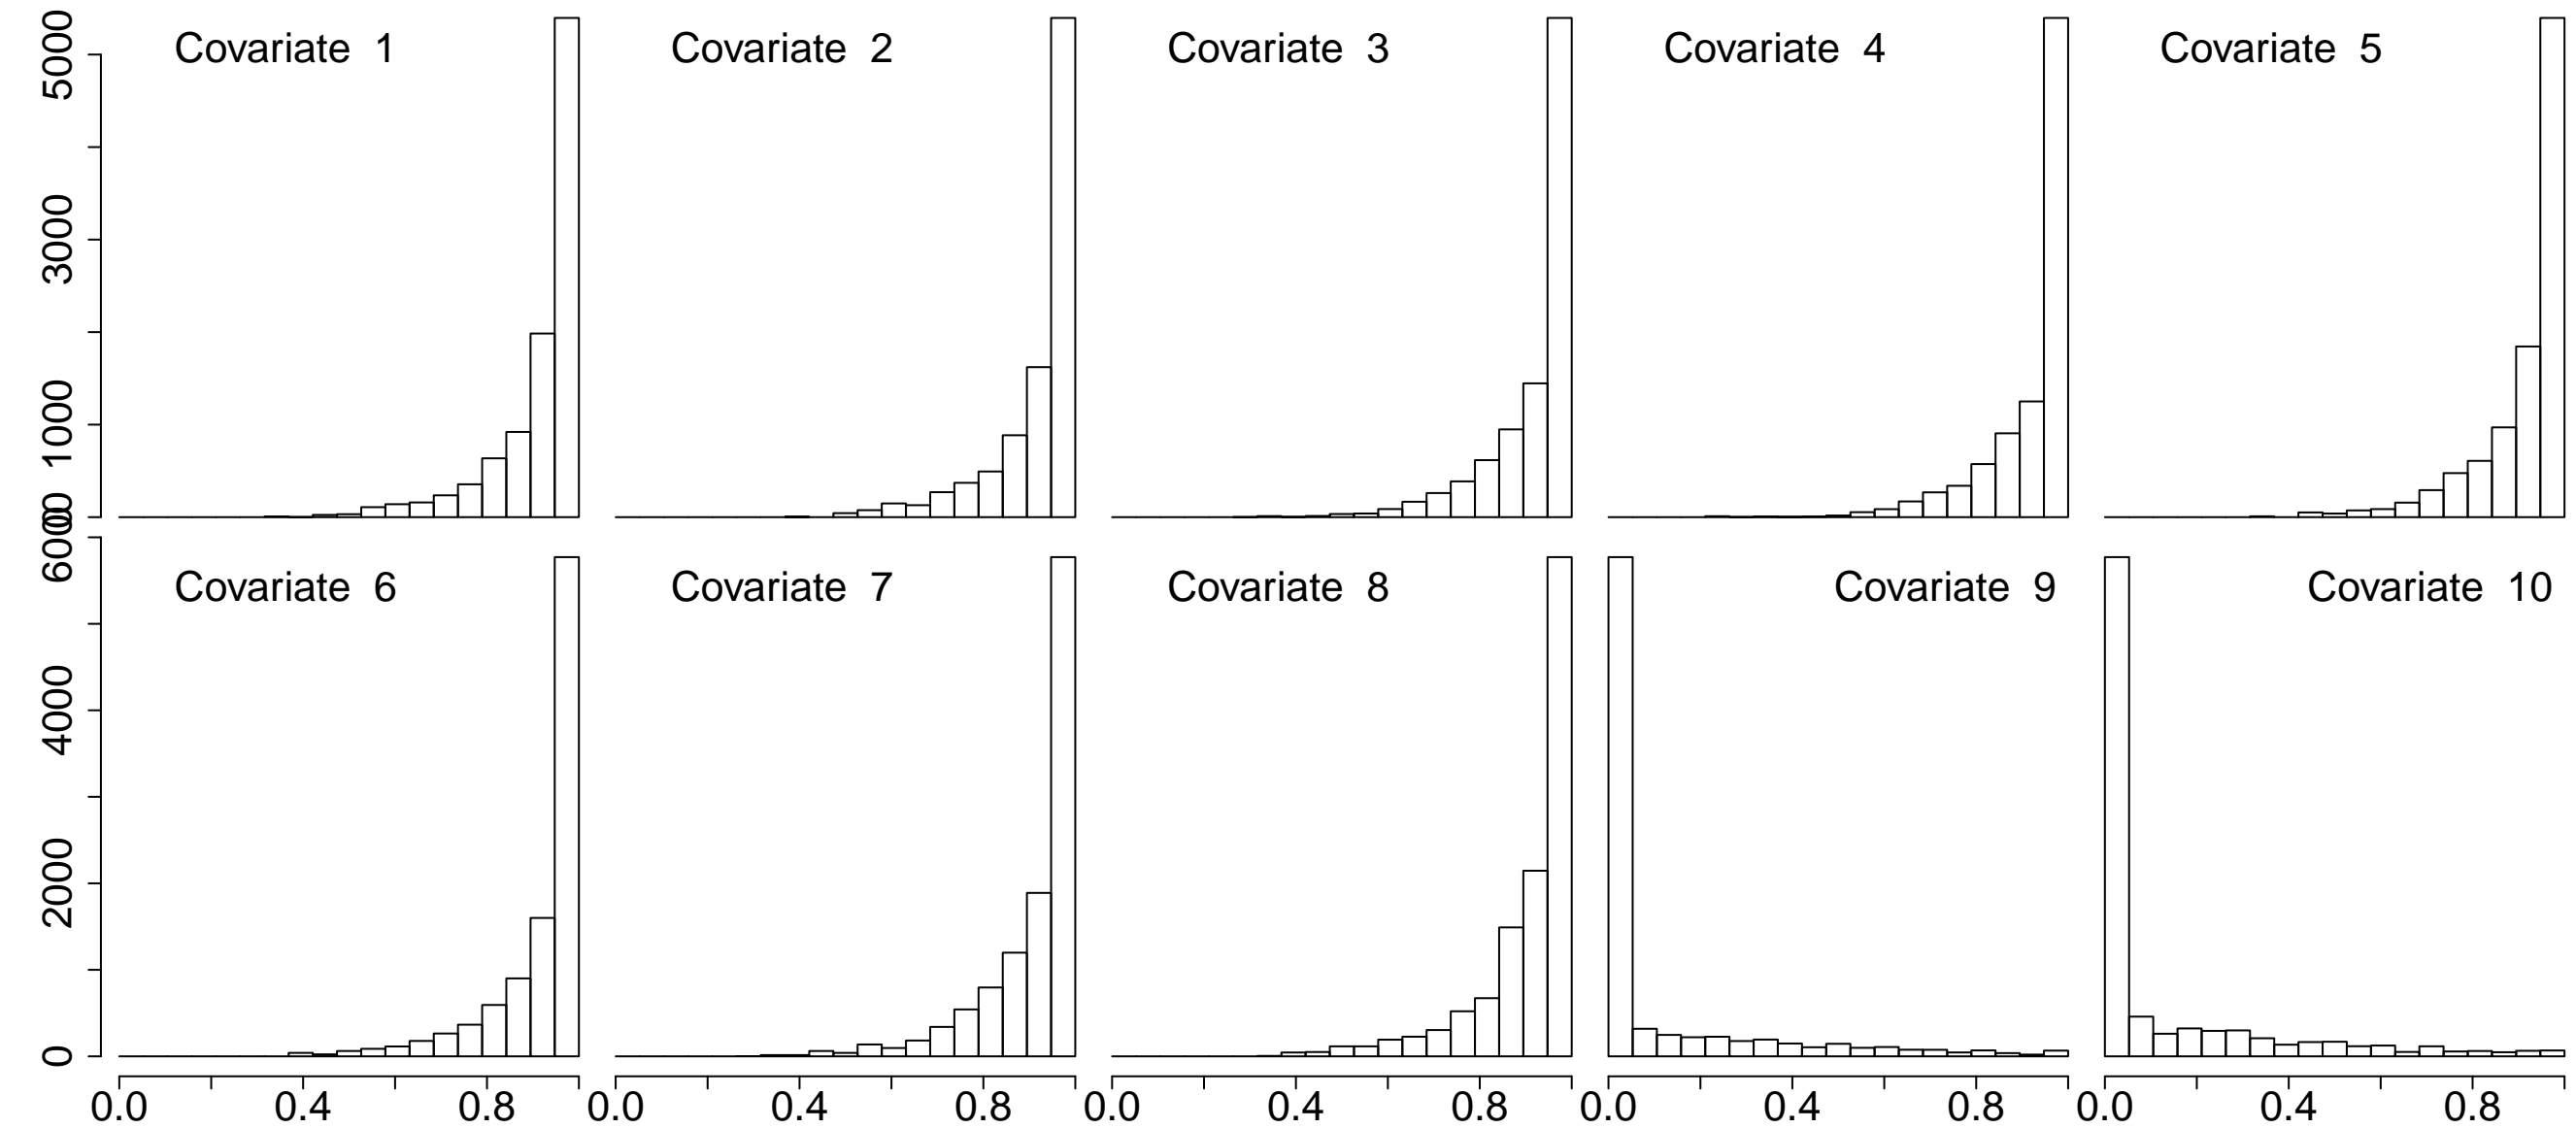 Covariate 1
Covariate 2
Covariate 3
Covariate 4
Covariate 5
5000
3000
1000
0
Covariate 6
Covariate 7
Covariate 8
Covariate 9
Covariate 10
6000
4000
2000
0
0.0 0.4 0.8
0.0 0.4 0.8
0.0 0.4 0.8
0.0 0.4 0.8
0.0 0.4 0.8